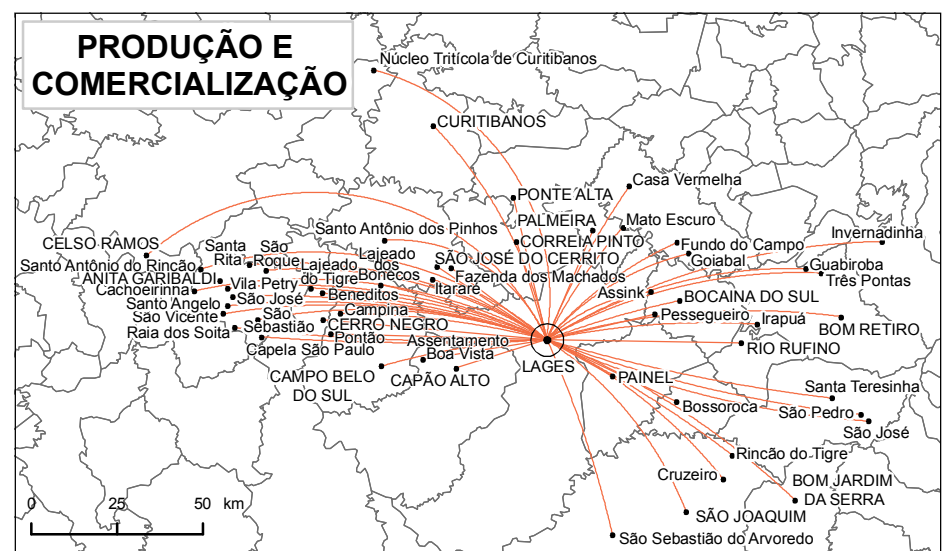 PRODUÇÃO E
COMERCIALIZAÇÃO
Núcleo Tritícola de Curitibanos
CURITIBANOS
Casa Vermelha
PONTE ALTA
PALMEIRA
Mato Escuro
Santo Antônio dos Pinhos
CORREIA PINTO
Invernadinha
CELSO RAMOS
Santa
Rita
São
Roque
Lajeado dos
Bonecos
SÃO JOSÉ DO CERRITO
Fundo do Campo
Goiabal
Santo Antônio do Rincão
Lajeado
do Tigre
Fazenda dos Machados
Guabiroba
Três Pontas
ANITA GARIBALDI
Vila Petry
Itararé
Assink
Cachoeirinha
São José
Beneditos
BOCAINA DO SUL
Santo Angelo
Campina
Pessegueiro
Irapuá
São Vicente
São
Sebastião
CERRO NEGRO
BOM RETIRO
Raia dos Soita
Pontão
Assentamento
Boa Vista
RIO RUFINO
Capela São Paulo
LAGES
CAMPO BELO
DO SUL
CAPÃO ALTO
PAINEL
Santa Teresinha
Bossoroca
São Pedro
São José
Rincão do Tigre
Cruzeiro
BOM JARDIM
DA SERRA
SÃO JOAQUIM
São Sebastião do Arvoredo
0 25 50 km